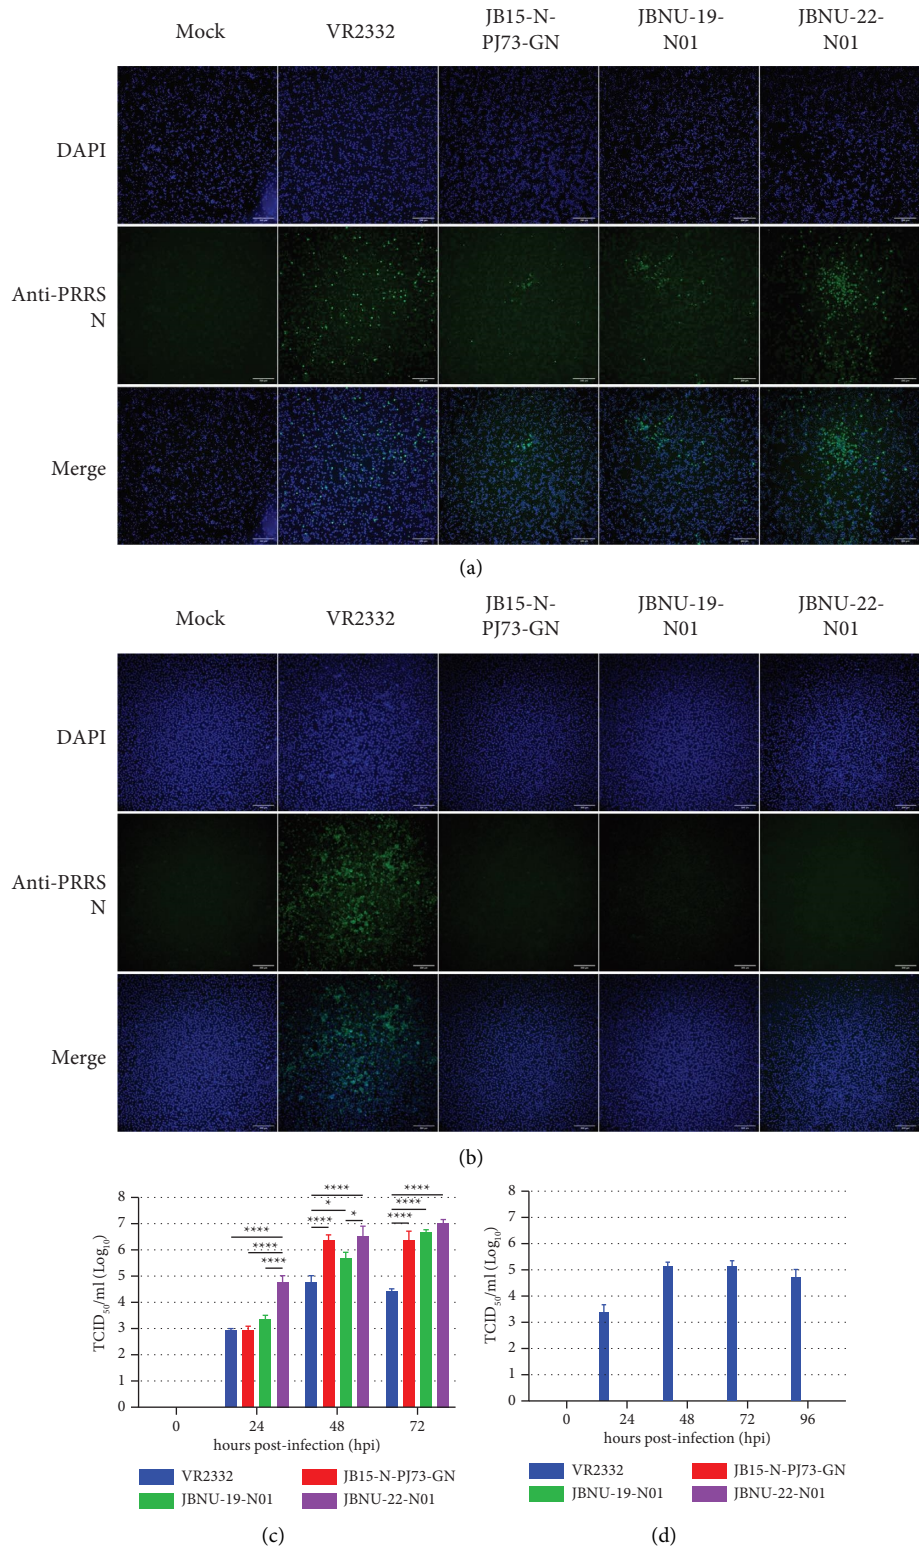 Mock
VR2332
JB15-N-
PJ73-GN
JBNU-19-
N01
JBNU-22-
N01
DAPI
Anti-PRRS
N
Merge
(a)
Mock
VR2332
JB15-N-
PJ73-GN
JBNU-19-
N01
JBNU-22-
N01
DAPI
Anti-PRRS
N
Merge
(b)
TCID50/ml (Log10)
8
7
6
5
4
3
2
1
0
****
****
****
****
*
****
*
****
****
****
0
24
48
72
hours post-infection (hpi)
VR2332
JB15-N-PJ73-GN
JBNU-19-N01
JBNU-22-N01
(c)
TCID50/ml (Log10)
8
7
6
5
4
3
2
1
0
0
24
48
72
96
hours post-infection (hpi)
VR2332
JB15-N-PJ73-GN
JBNU-19-N01
JBNU-22-N01
(d)